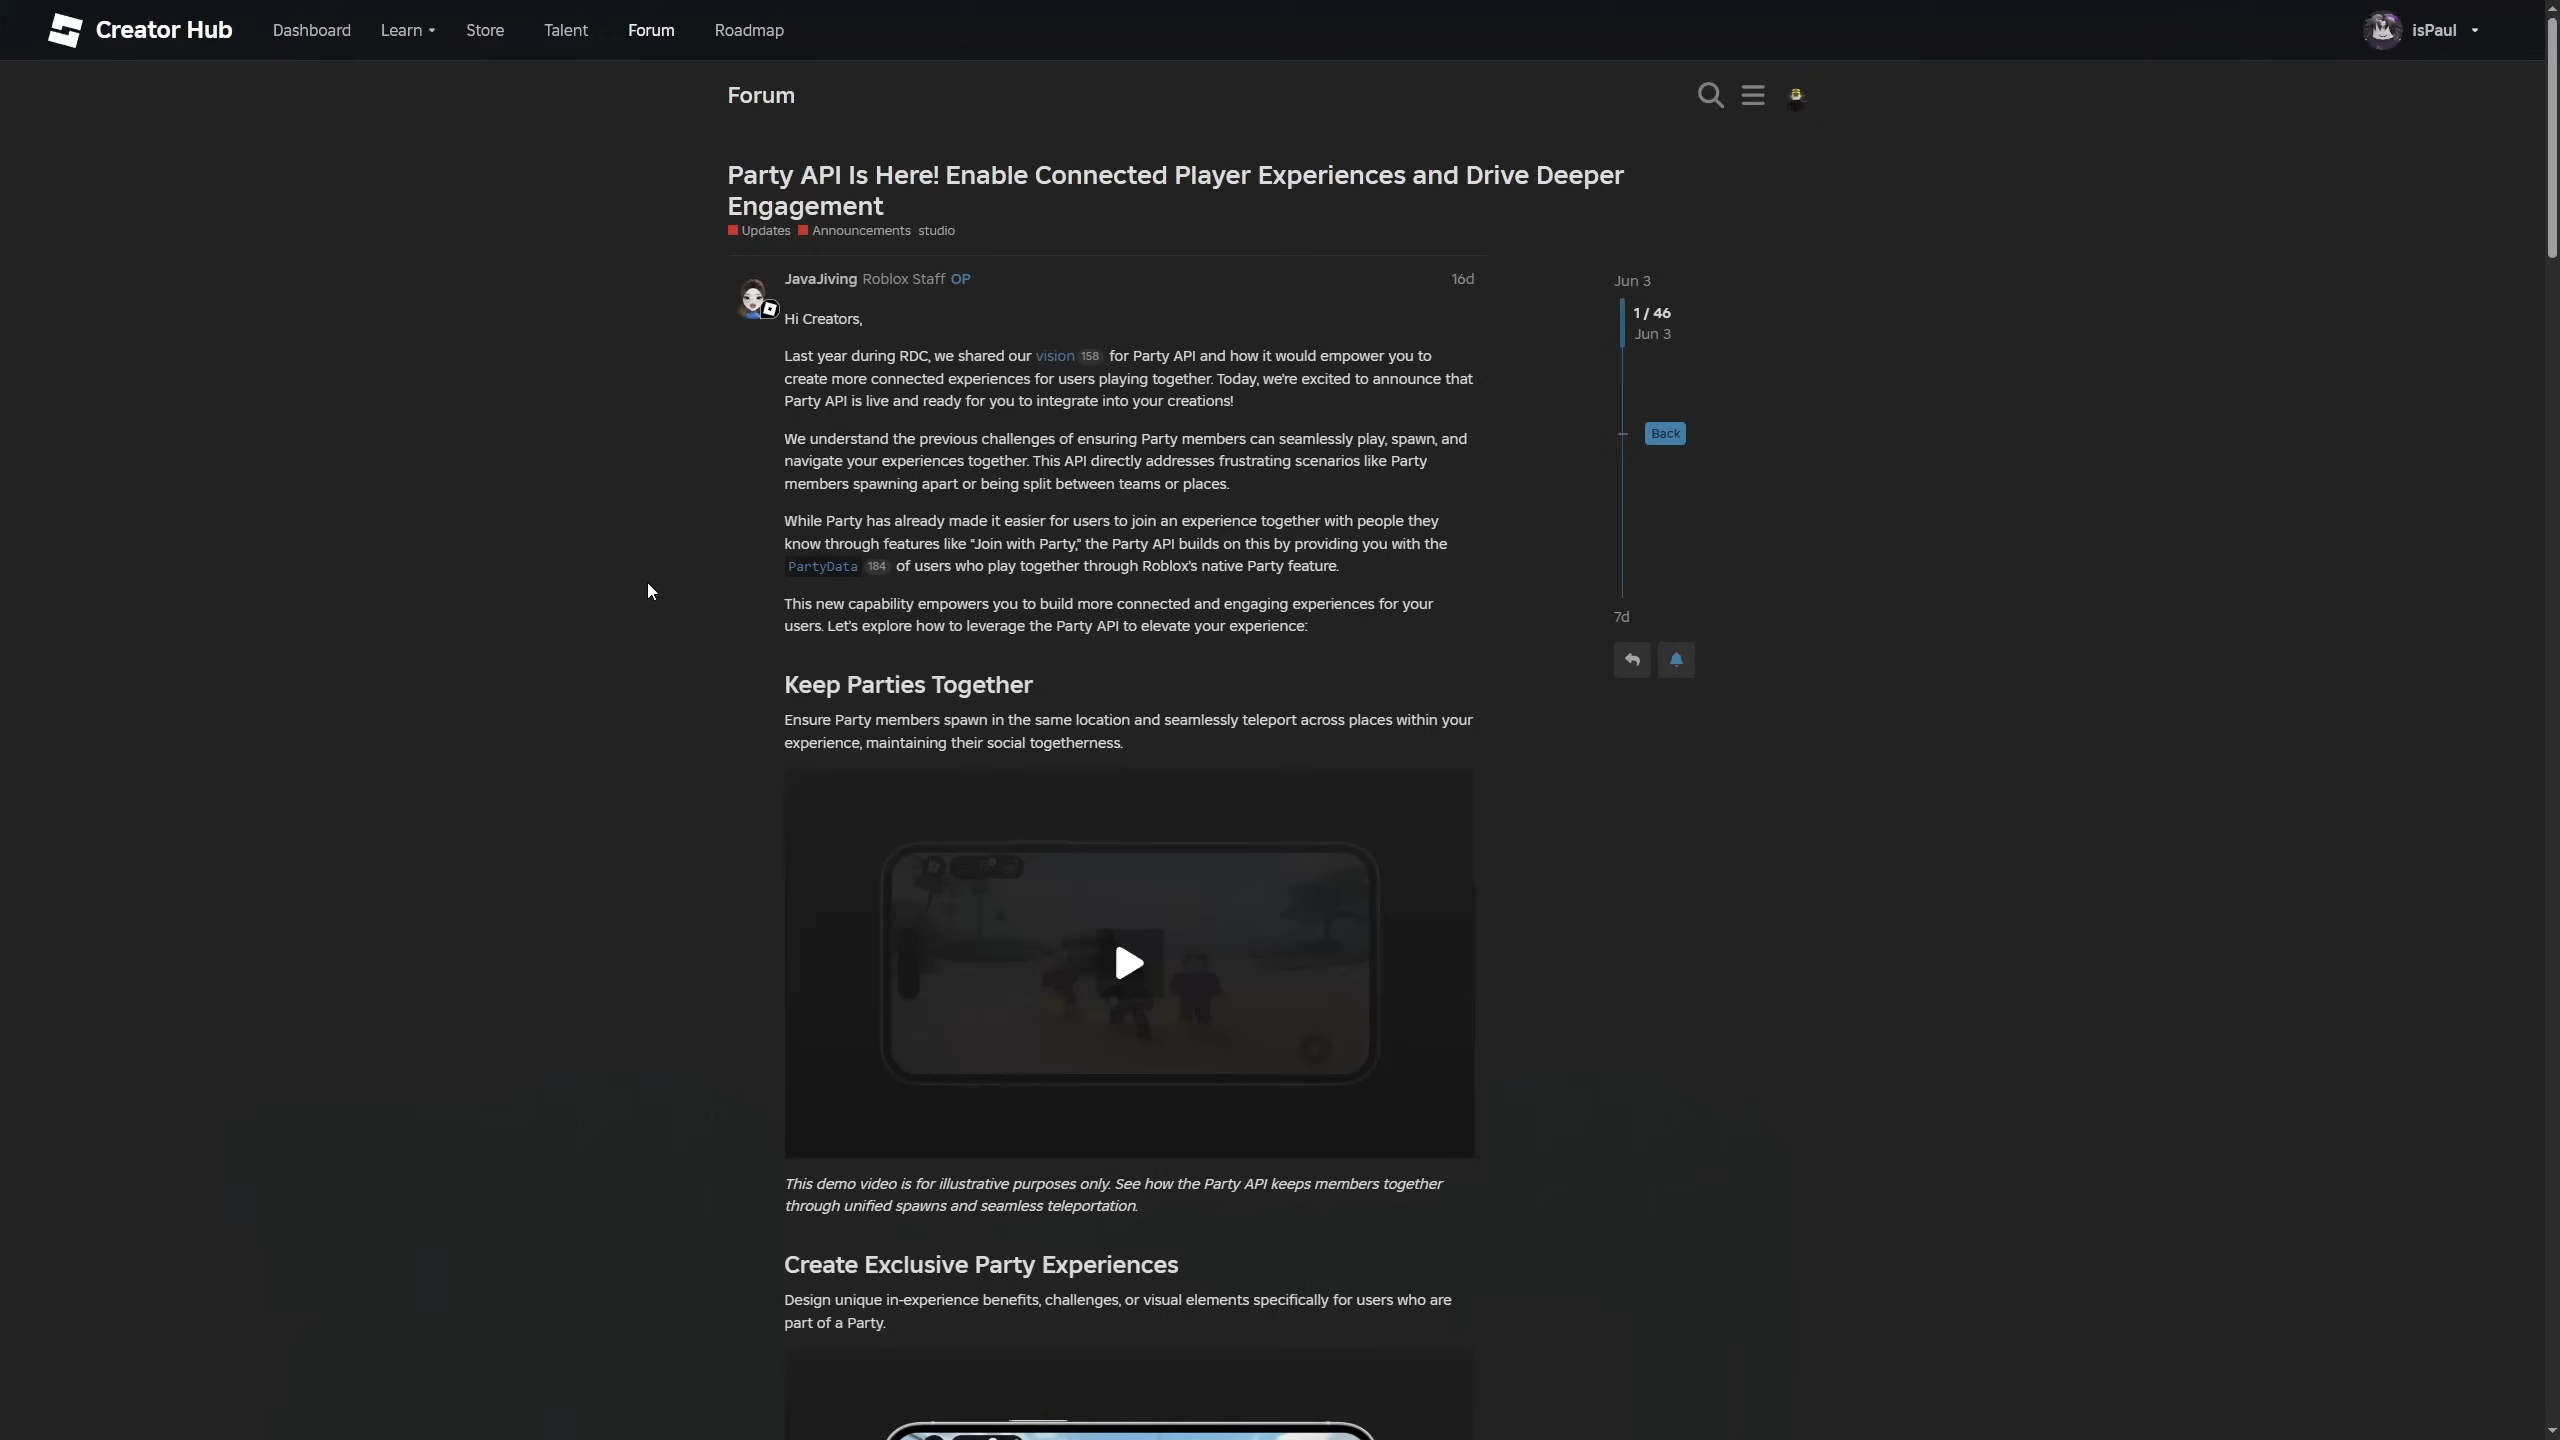 Creator Hub
Dashboard
Learn
Store
Talent
Forum
Roadmap
isPaul
Forum
Party API Is Here! Enable Connected Player Experiences and Drive Deeper
Engagement
Updates Announcements studio
JavaJiving Roblox Staff OP
16d
Hi Creators,
Last year during RDC, we shared our vision 158 for Party API and how it would empower you to
create more connected experiences for users playing together. Today, we're excited to announce that
Party API is live and ready for you to integrate into your creations!
We understand the previous challenges of ensuring Party members can seamlessly play, spawn, and
navigate your experiences together. This API directly addresses frustrating scenarios like Party
members spawning apart or being split between teams or places.
While Party has already made it easier for users to join an experience together with people they
know through features like "Join with Party," the Party API builds on this by providing you with the
PartyData 184 of users who play together through Roblox's native Party feature.
This new capability empowers you to build more connected and engaging experiences for your
users. Let's explore how to leverage the Party API to elevate your experience:
Keep Parties Together
Ensure Party members spawn in the same location and seamlessly teleport across places within your
experience, maintaining their social togetherness.
This demo video is for illustrative purposes only. See how the Party API keeps members together
through unified spawns and seamless teleportation.
Create Exclusive Party Experiences
Design unique in-experience benefits, challenges, or visual elements specifically for users who are
part of a Party.
Jun 3
1 / 46
Jun 3
Back
7d